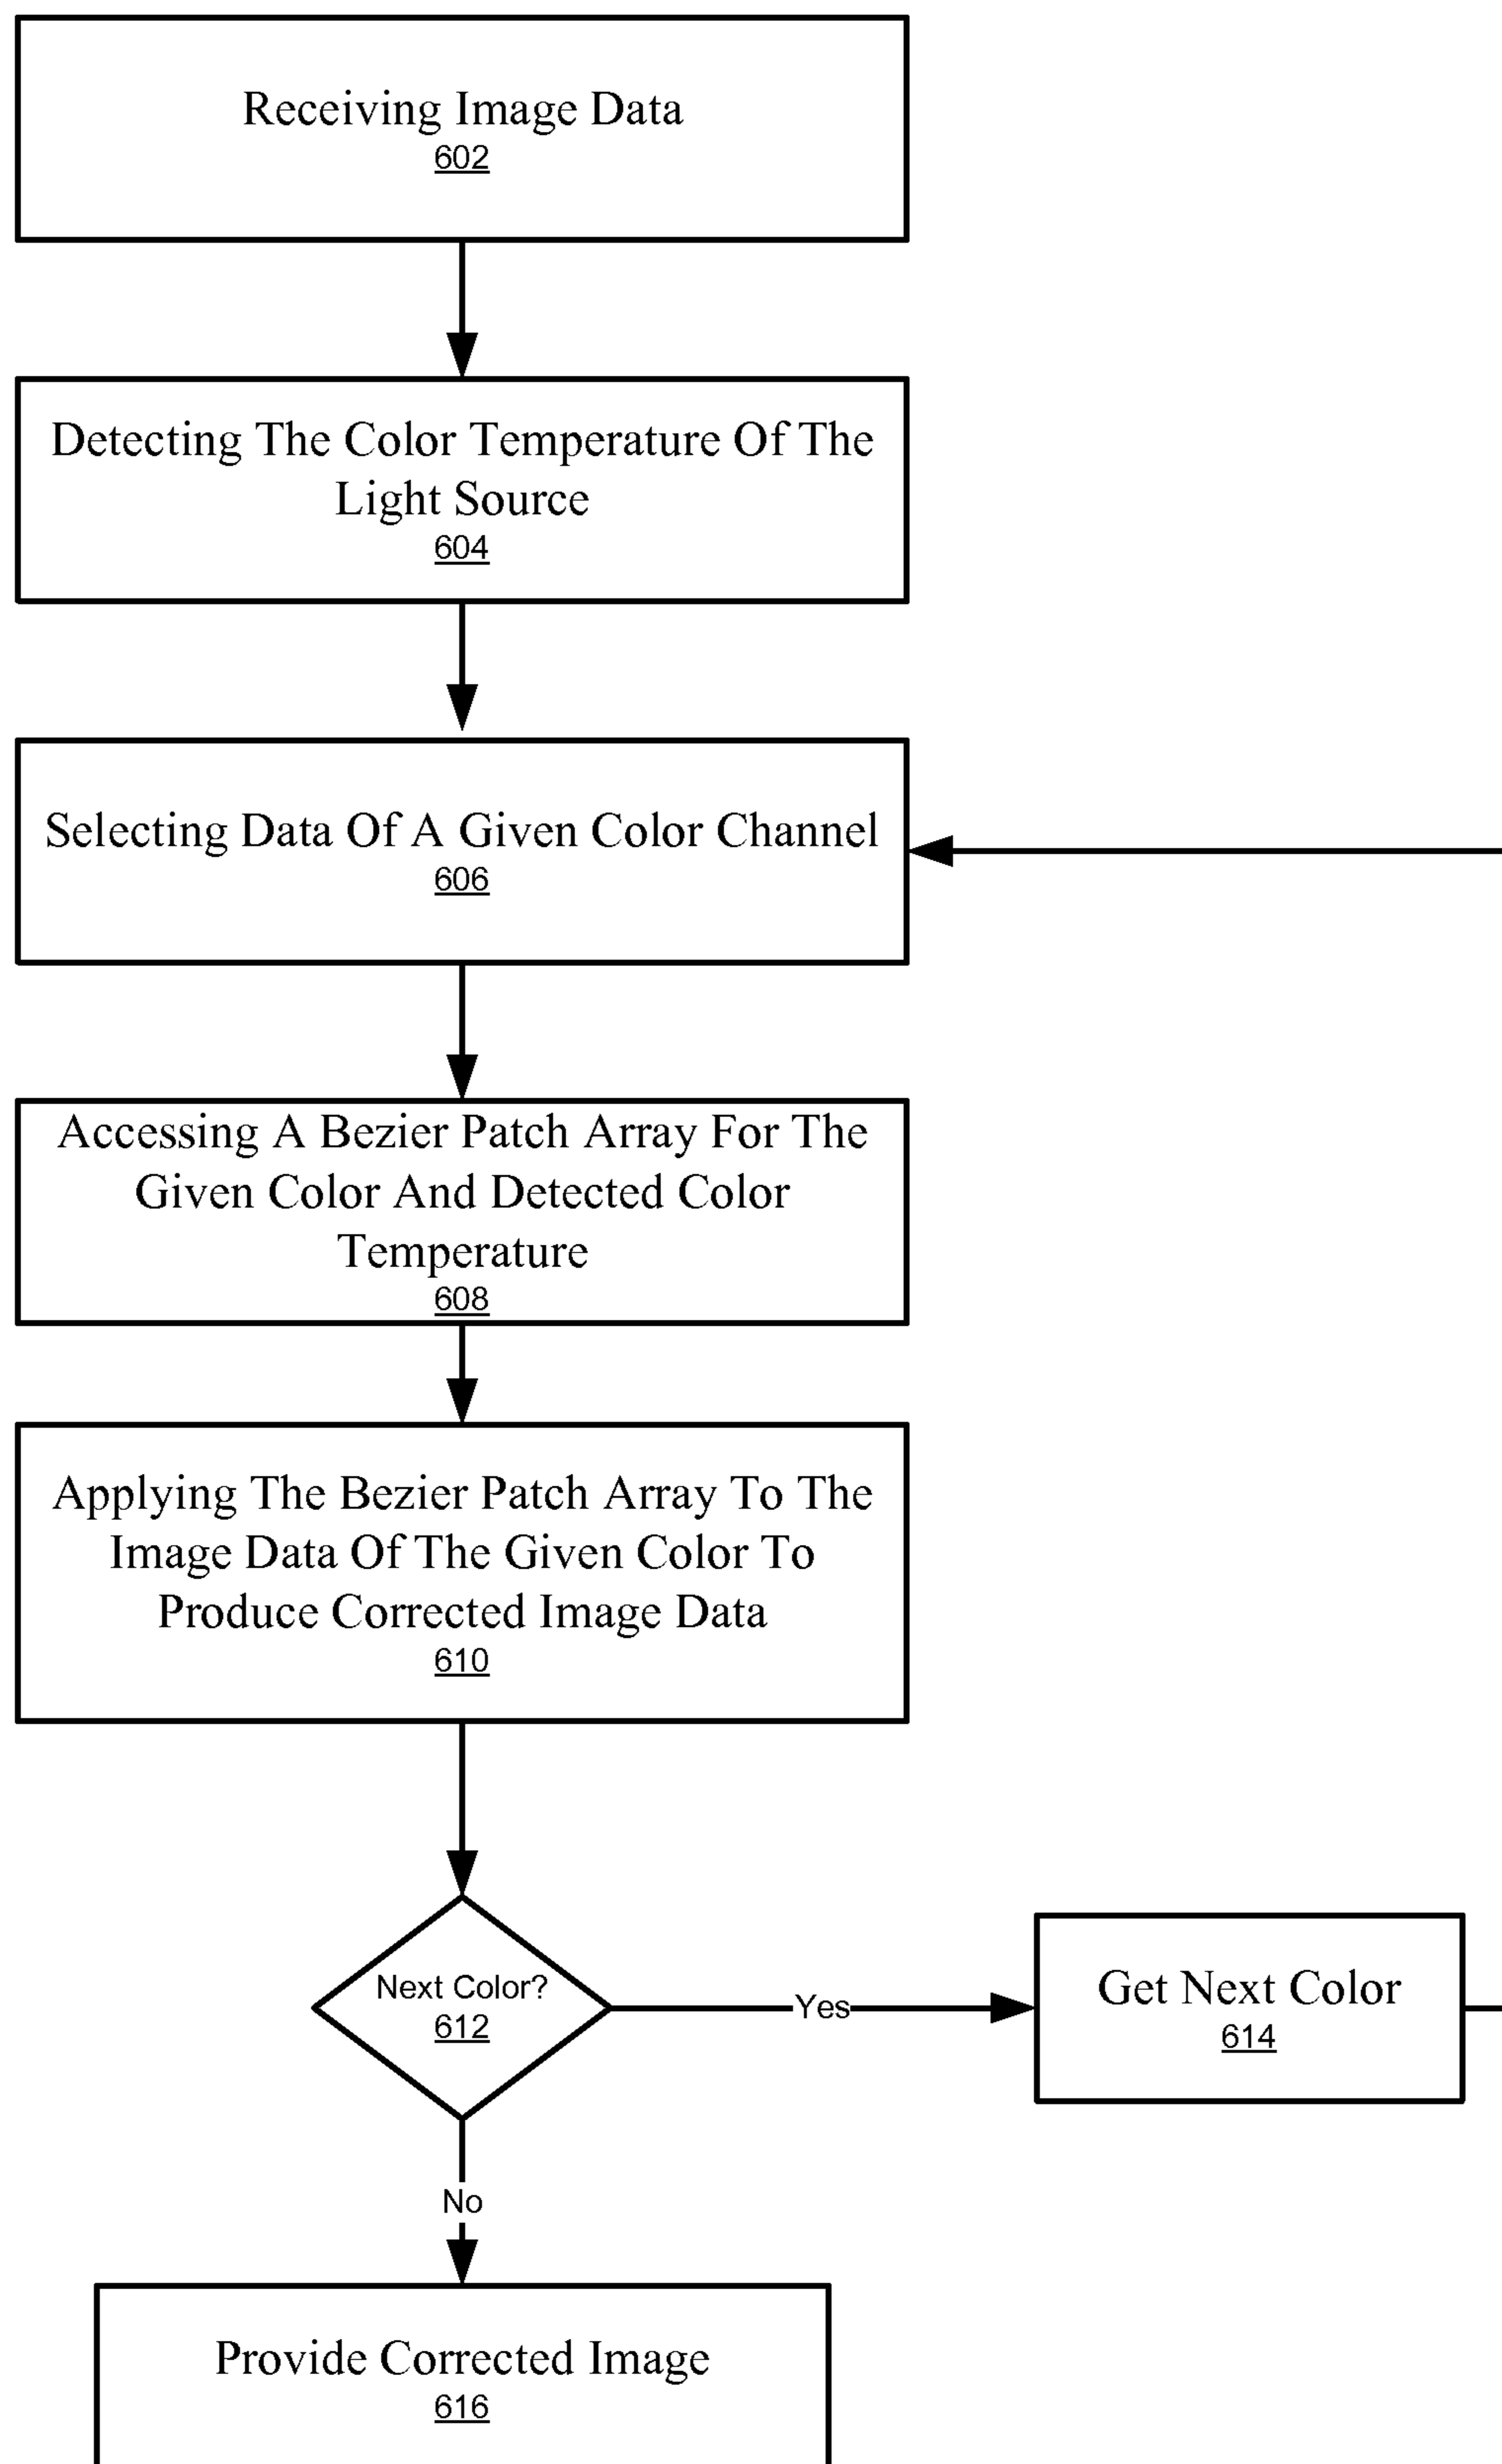 Receiving Image Data
602
Detecting The Color Temperature Of The
Light Source
604
Selecting Data Of A Given Color Channel
606
Accessing A Bezier Patch Array For The
Given Color And Detected Color
Temperature
608
Applying The Bezier Patch Array To The
Image Data Of The Given Color To
Produce Corrected Image Data
610
Next Color?
612
Yes
Get Next Color
614
No
Provide Corrected Image
616